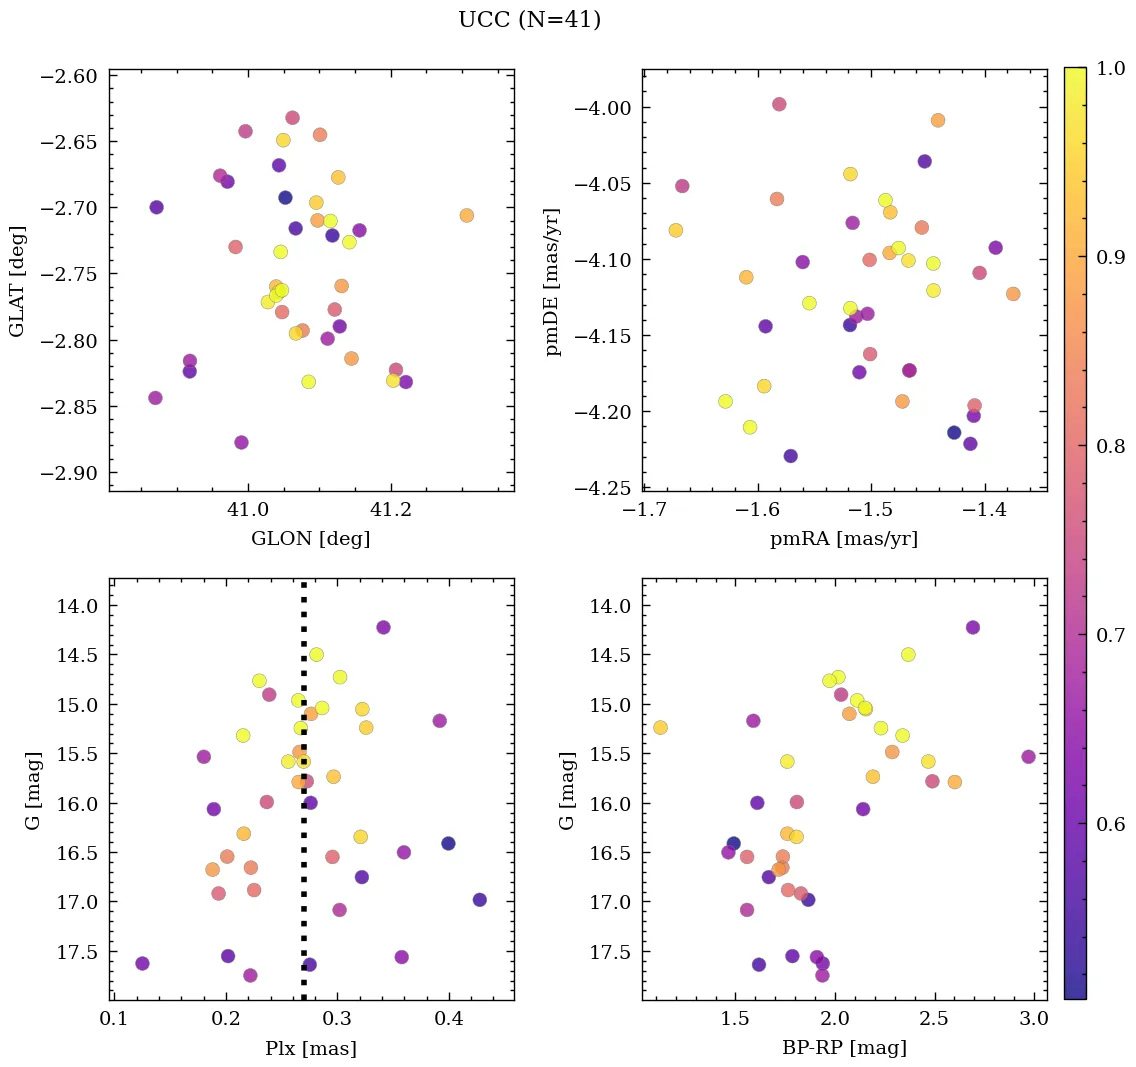 UCC (N=41)
−2.60
−2.65
−2.70
−2.75
−2.80
−2.85
−2.90
GLAT [deg]
41.0 41.2
GLON [deg]
−4.00
−4.05
−4.10
−4.15
−4.20
−4.25
pmDE [mas/yr]
−1.7 −1.6 −1.5 −1.4
pmRA [mas/yr]
14.0
14.5
15.0
15.5
16.0
16.5
17.0
17.5
G [mag]
0.1 0.2 0.3 0.4
Plx [mas]
14.0
14.5
15.0
15.5
16.0
16.5
17.0
17.5
G [mag]
1.5 2.0 2.5 3.0
BP-RP [mag]
1.0
0.9
0.8
0.7
0.6